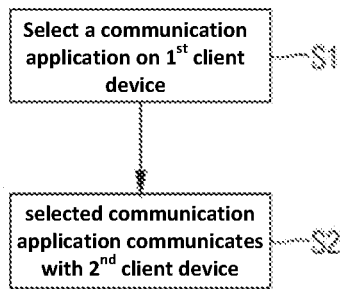 Select a communication
application on 1st client
device
S1
selected communication
application communicates
with 2nd client device
S2